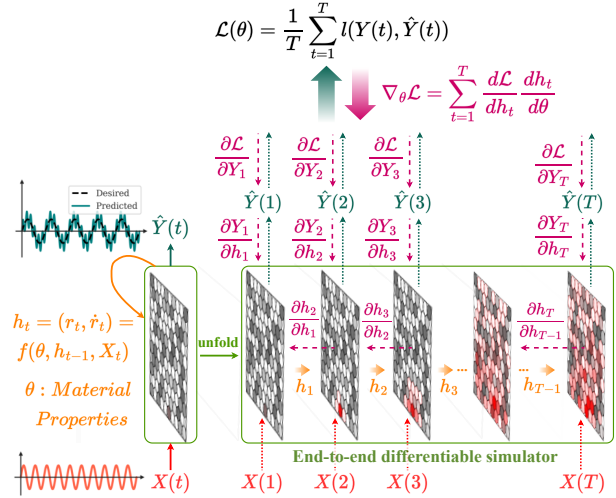 ℒ(θ) = 1/T ∑_{t=1}^{T} l(Y(t), Ŷ(t))
∇_θ ℒ = ∑_{t=1}^{T} dℒ/dh_t dh_t/dθ
∂ℒ/∂Y_1 ∂ℒ/∂Y_2 ∂ℒ/∂Y_3 ∂ℒ/∂Y_T
Desired
Predicted
Ŷ(t) Ŷ(1) Ŷ(2) Ŷ(3) Ŷ(T)
∂Y_1/∂h_1 ∂Y_2/∂h_2 ∂Y_3/∂h_3 ∂Y_T/∂h_T
h_t = (r_t, ṙ_t) =
f(θ, h_{t−1}, X_t)
θ : Material
Properties
unfold
∂h_2/∂h_1 ∂h_3/∂h_2 ∂h_T/∂h_{T−1}
h_1 h_2 h_3 ... ... h_{T−1}
End-to-end differentiable simulator
X(t) X(1) X(2) X(3) X(T)